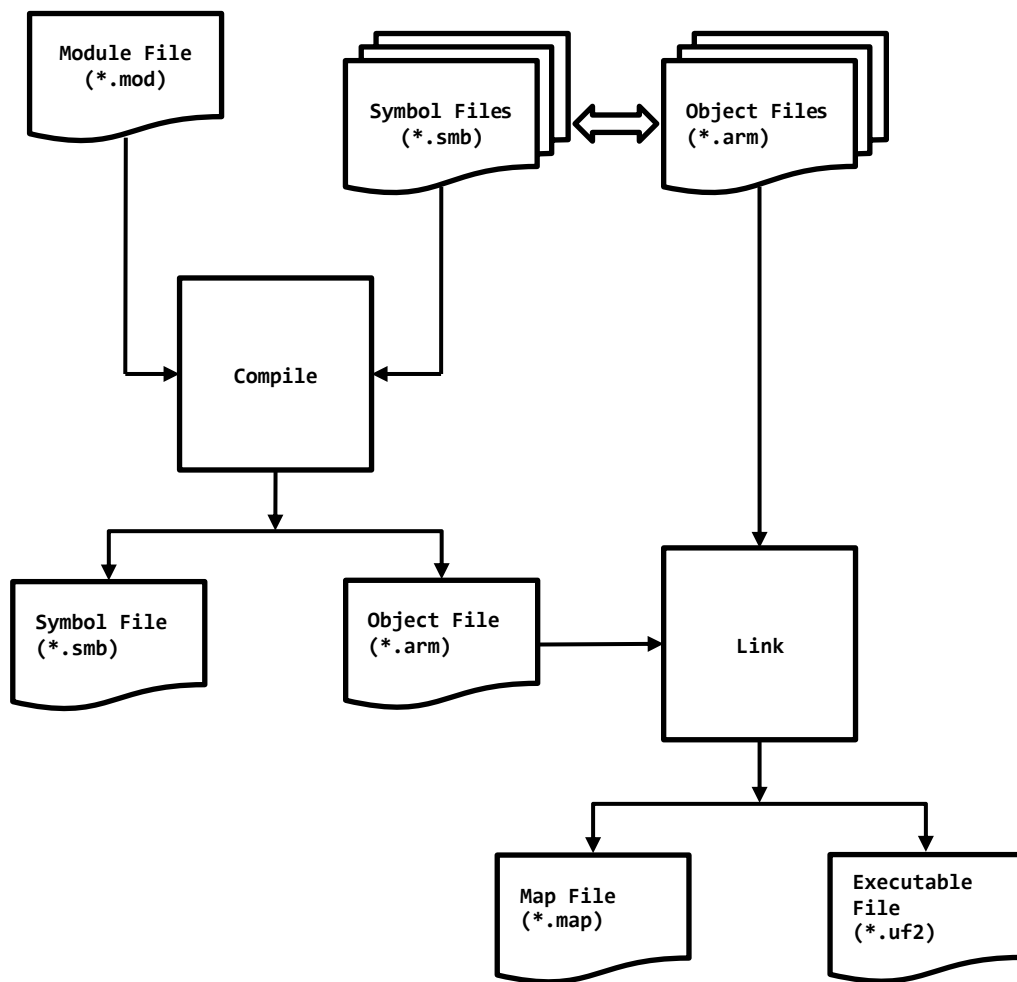 Module File
(*.mod)
Symbol Files
(*.smb)
Object Files
(*.arm)
Compile
Symbol File
(*.smb)
Object File
(*.arm)
Link
Map File
(*.map)
Executable
File
(*.uf2)